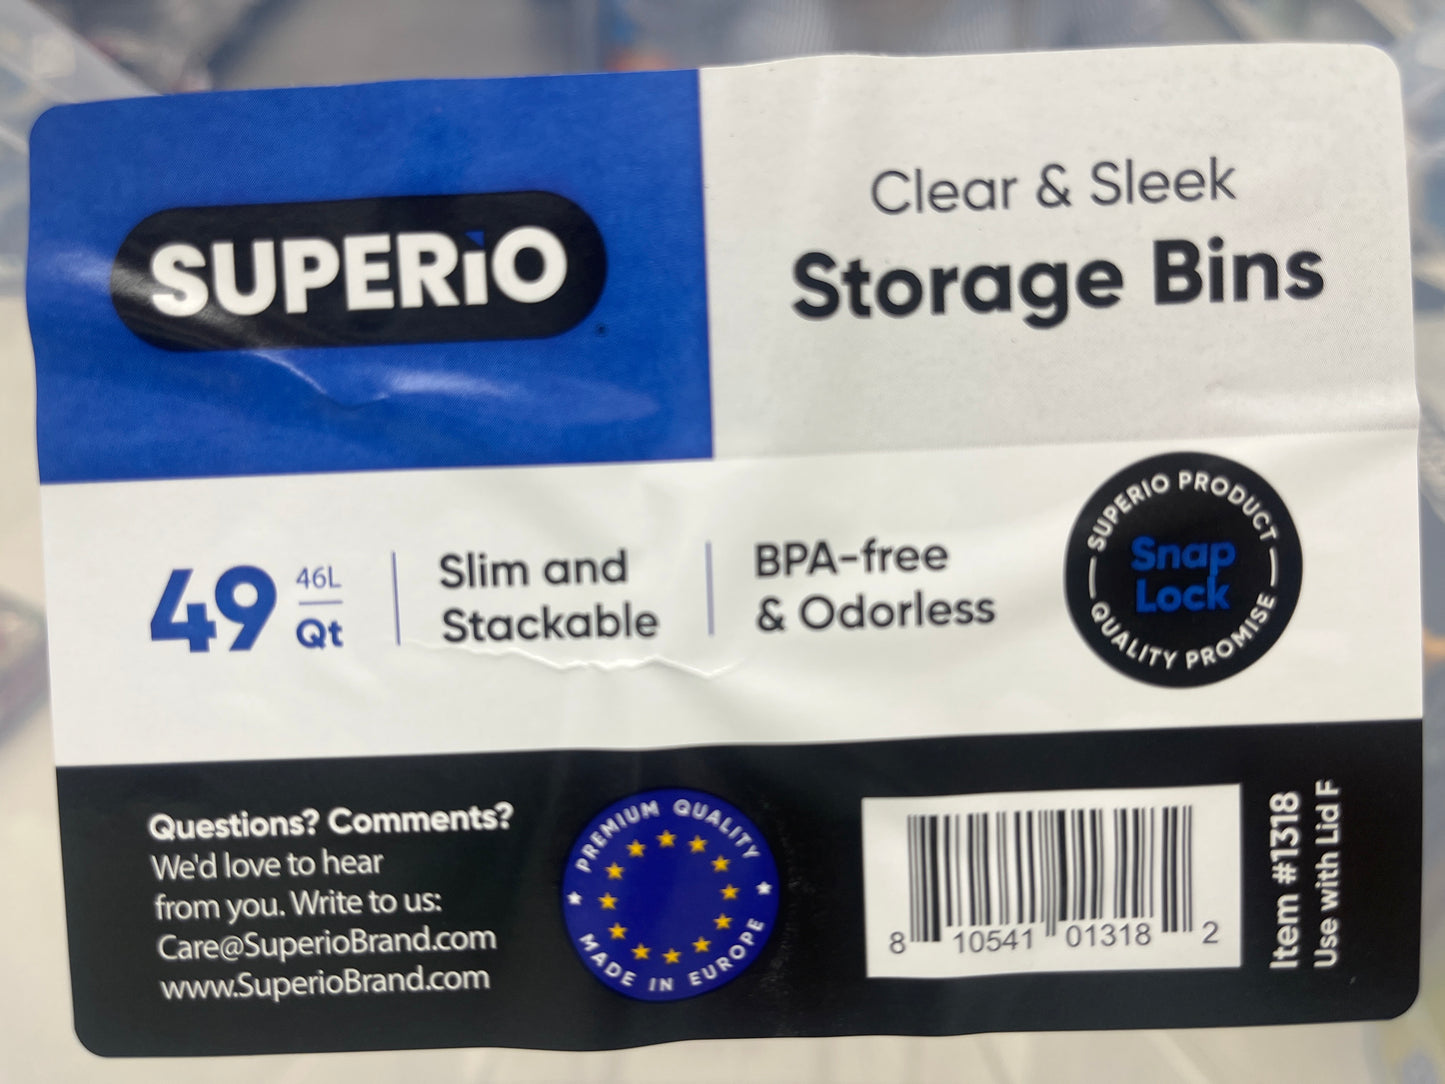 SUPERiO
Clear & Sleek
Storage Bins
49 46L
Qt
Slim and
Stackable
BPA-free
& Odorless
SUPERIO PRODUCT
Snap
Lock
QUALITY PROMISE
Questions? Comments?
We'd love to hear
from you. Write to us:
Care@SuperioBrand.com
www.SuperioBrand.com
PREMIUM QUALITY
MADE IN EUROPE
8 10541 01318 2
Item #1318
Use with Lid F